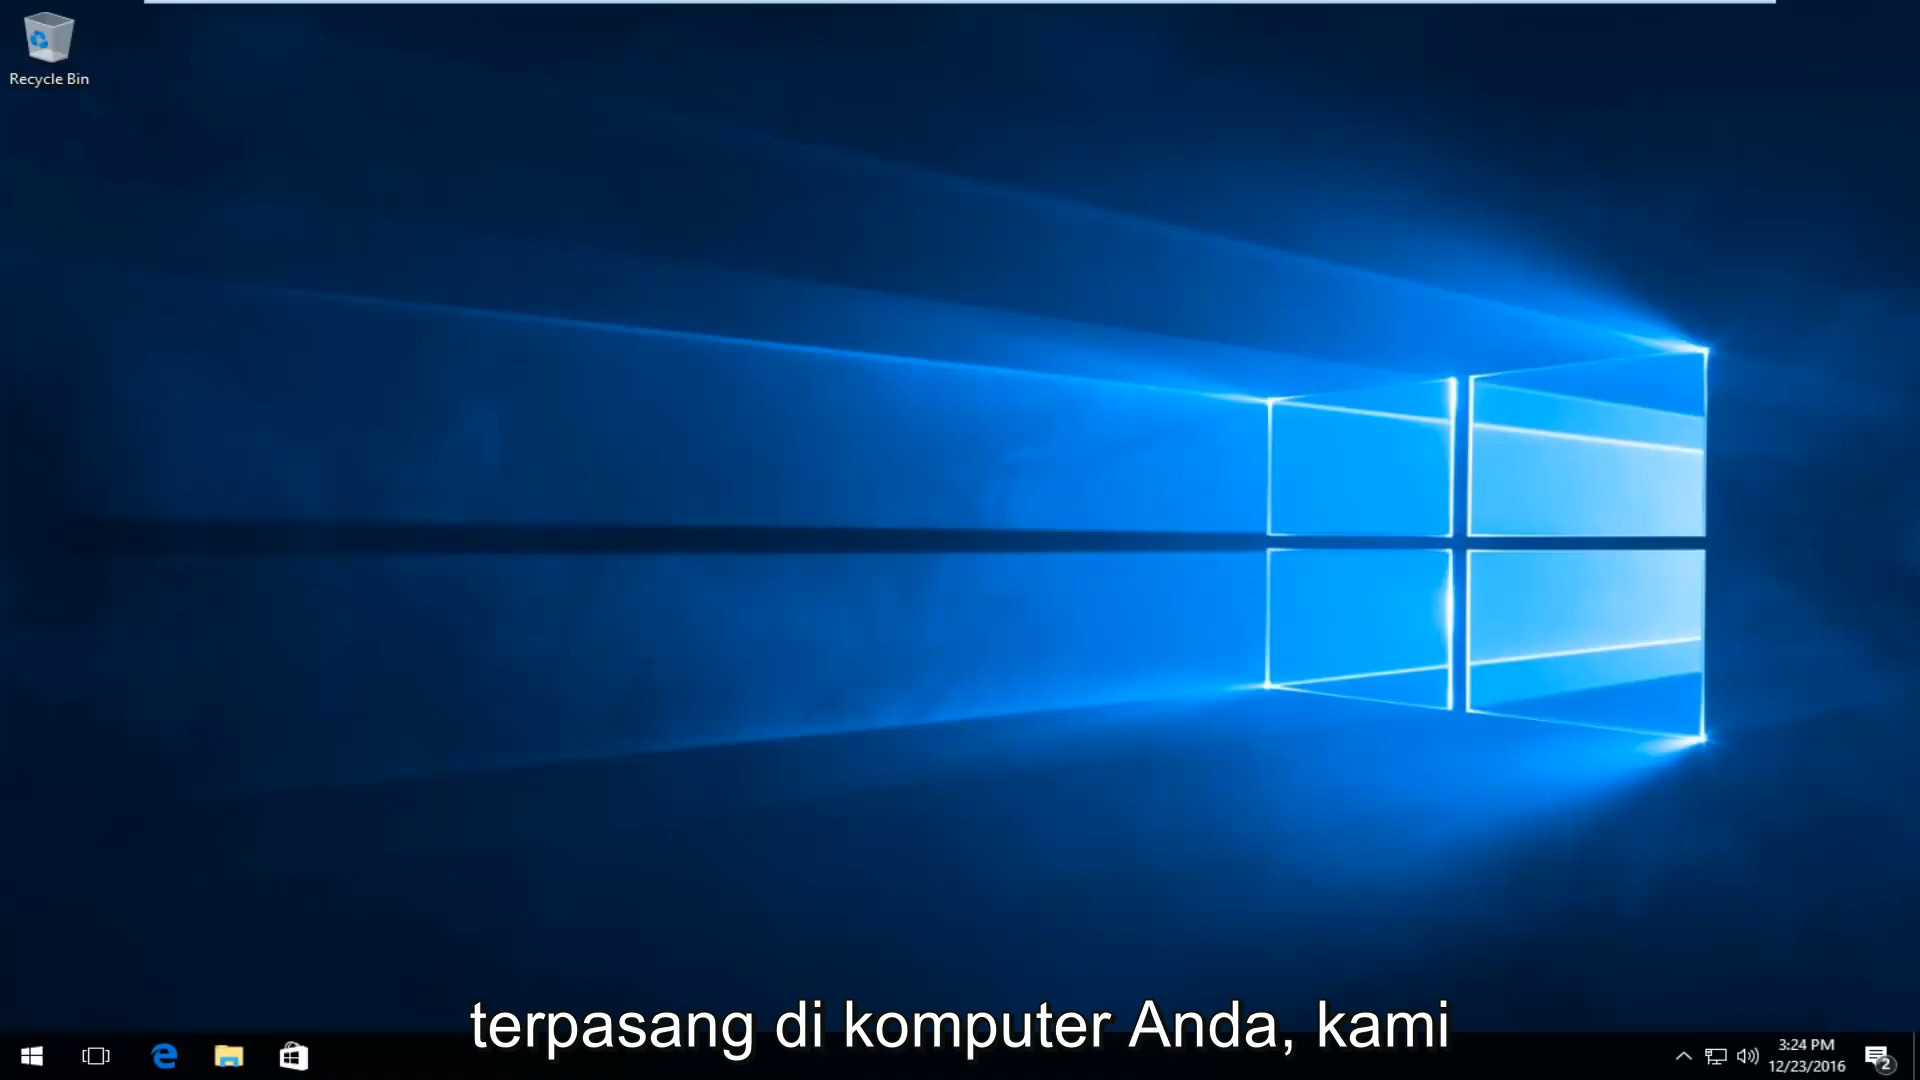 Recycle Bin
terpasang di komputer Anda, kami
3:24 PM
12/23/2016
2